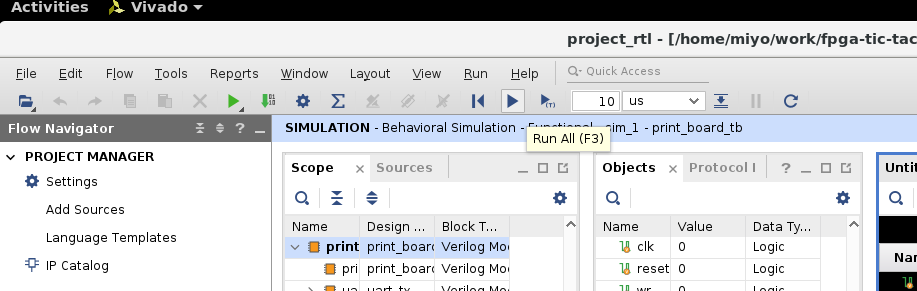 Activities Vivado
project_rtl - [/home/miyo/work/fpga-tic-tac
File Edit Flow Tools Reports Window Layout View Run Help Quick Access
10 us
Flow Navigator
SIMULATION - Behavioral Simulation - Functional - sim_1 - print_board_tb
Run All (F3)
PROJECT MANAGER
Settings
Add Sources
Language Templates
IP Catalog
Scope Sources
Name Design ... Block T...
print print_board Verilog Mo
pri print_board Verilog Mo
ua uart_tx Verilog Mo
Objects Protocol I
Name Value Data Ty...
clk 0 Logic
reset 0 Logic
wr 0 Logic
Untit
Nan